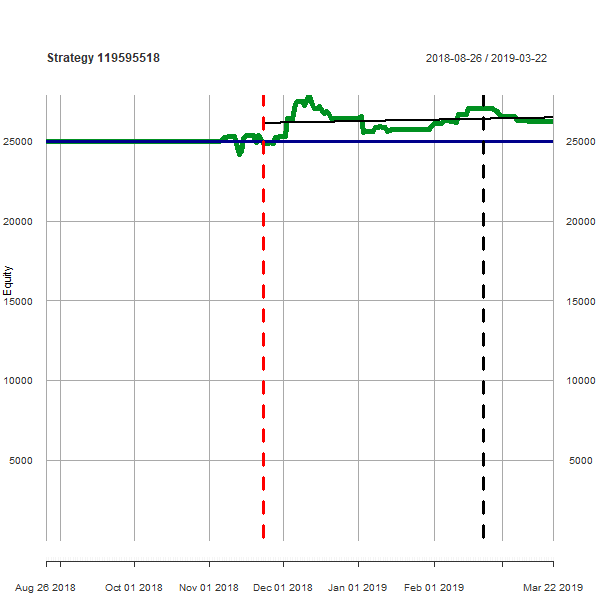 Strategy 119595518
2018-08-26 / 2019-03-22
25000 25000
20000 20000
Equity
15000 15000
10000 10000
5000 5000
Aug 26 2018 Oct 01 2018 Nov 01 2018 Dec 01 2018 Jan 01 2019 Feb 01 2019 Mar 22 2019